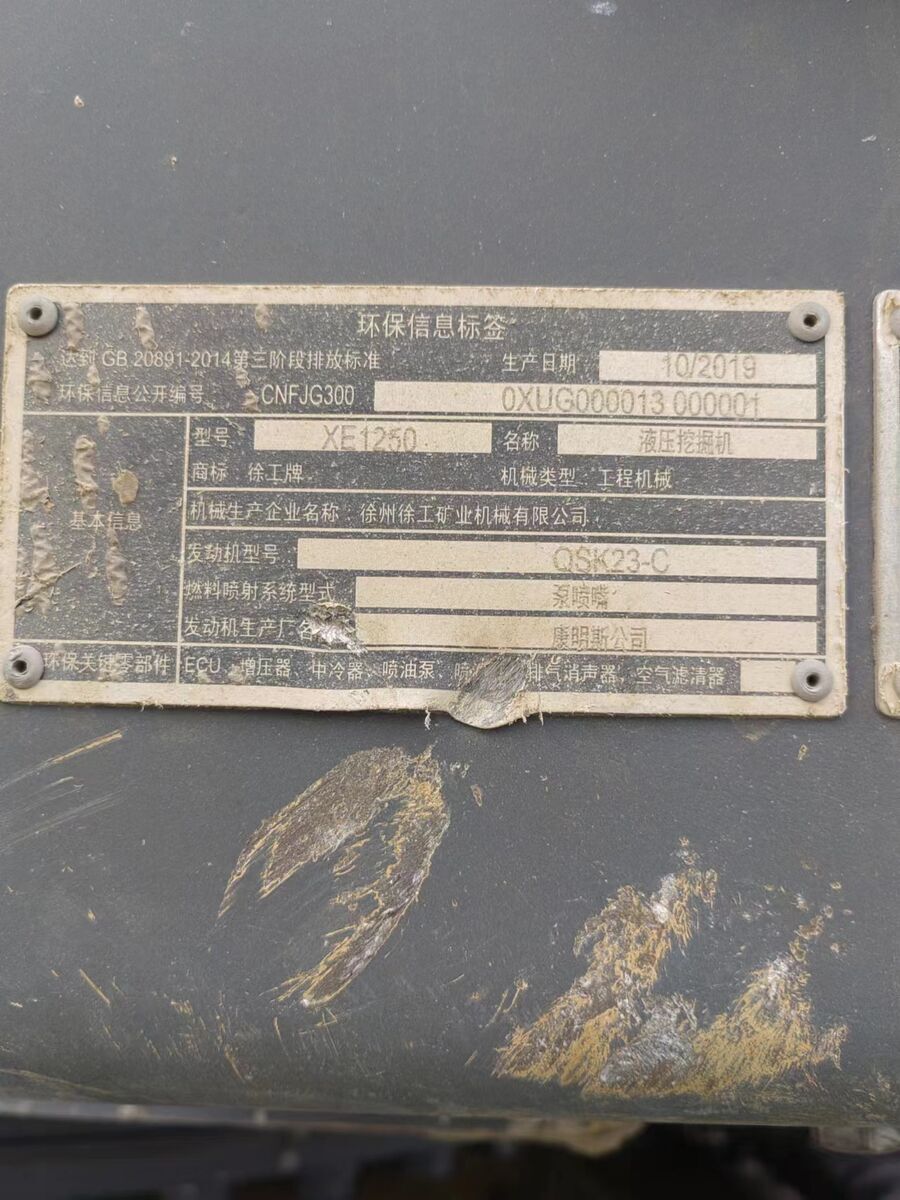 环保信息标签
达到 GB 20891-2014第三阶段排放标准 生产日期 10/2019
环保信息公开编号 CNFJG300 0XUG000013 000001
基本信息
型号 XE1250 名称 液压挖掘机
商标 徐工牌 机械类型 工程机械
机械生产企业名称 徐州徐工矿业机械有限公司
发动机型号 QSK23-C
燃料喷射系统型式 泵喷嘴
发动机生产厂名 康明斯公司
环保关键零部件 ECU、增压器、中冷器、喷油泵、排气消声器、空气滤清器